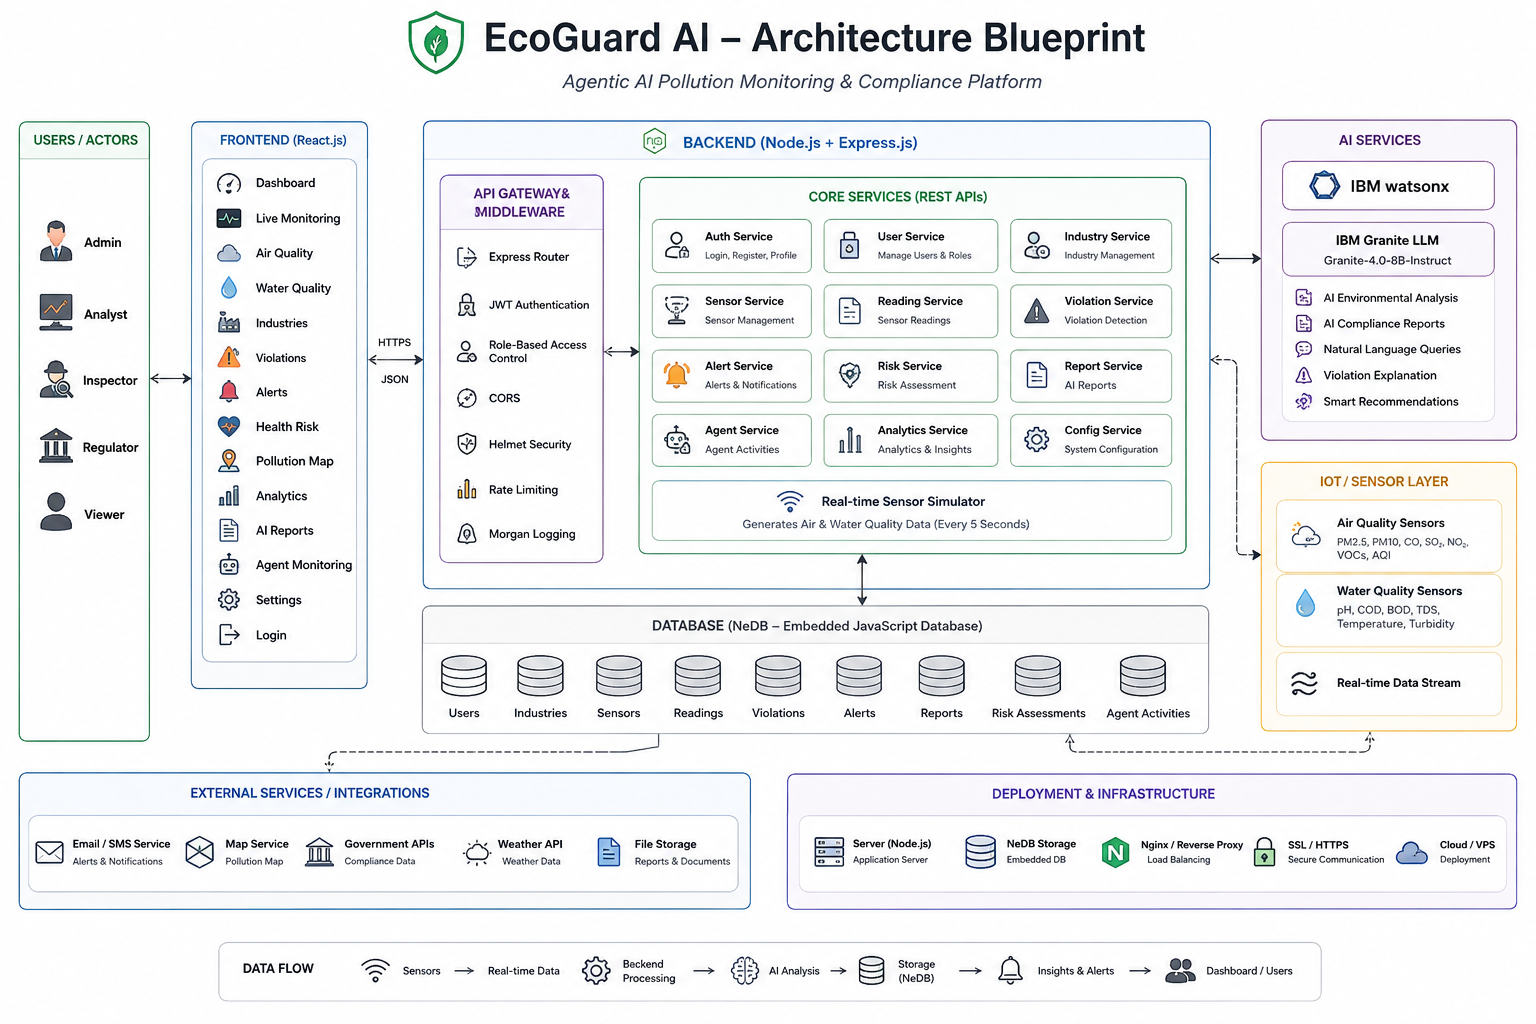 EcoGuard AI – Architecture Blueprint
Agentic AI Pollution Monitoring & Compliance Platform
USERS / ACTORS
Admin
Analyst
Inspector
Regulator
Viewer
FRONTEND (React.js)
Dashboard
Live Monitoring
Air Quality
Water Quality
Industries
Violations
Alerts
Health Risk
Pollution Map
Analytics
AI Reports
Agent Monitoring
Settings
Login
HTTPS
JSON
BACKEND (Node.js + Express.js)
API GATEWAY&
MIDDLEWARE
Express Router
JWT Authentication
Role-Based Access
Control
CORS
Helmet Security
Rate Limiting
Morgan Logging
CORE SERVICES (REST APIs)
Auth Service
Login, Register, Profile
User Service
Manage Users & Roles
Industry Service
Industry Management
Sensor Service
Sensor Management
Reading Service
Sensor Readings
Violation Service
Violation Detection
Alert Service
Alerts & Notifications
Risk Service
Risk Assessment
Report Service
AI Reports
Agent Service
Agent Activities
Analytics Service
Analytics & Insights
Config Service
System Configuration
Real-time Sensor Simulator
Generates Air & Water Quality Data (Every 5 Seconds)
DATABASE (NeDB – Embedded JavaScript Database)
Users
Industries
Sensors
Readings
Violations
Alerts
Reports
Risk Assessments
Agent Activities
AI SERVICES
IBM watsonx
IBM Granite LLM
Granite-4.0-8B-Instruct
AI Environmental Analysis
AI Compliance Reports
Natural Language Queries
Violation Explanation
Smart Recommendations
IOT / SENSOR LAYER
Air Quality Sensors
PM2.5, PM10, CO, SO₂, NO₂,
VOCs, AQI
Water Quality Sensors
pH, COD, BOD, TDS,
Temperature, Turbidity
Real-time Data Stream
EXTERNAL SERVICES / INTEGRATIONS
Email / SMS Service
Alerts & Notifications
Map Service
Pollution Map
Government APIs
Compliance Data
Weather API
Weather Data
File Storage
Reports & Documents
DEPLOYMENT & INFRASTRUCTURE
Server (Node.js)
Application Server
NeDB Storage
Embedded DB
N
Nginx / Reverse Proxy
Load Balancing
SSL / HTTPS
Secure Communication
Cloud / VPS
Deployment
DATA FLOW
Sensors
Real-time Data
Beckend
Processing
AI Analysis
Storage
(NeDB)
Insights & Alerts
Dashboard / Users